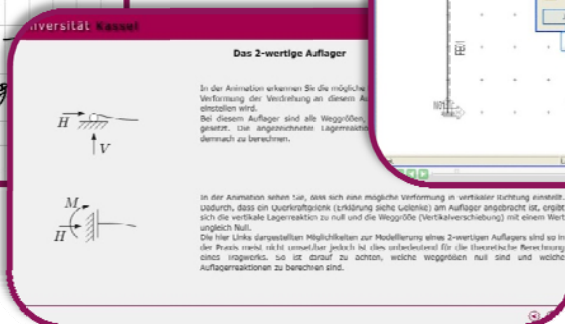 Universität Kassel
Das 2-wertige Auflager
In der Animation erkennen Sie die mögliche
Verformung der Verdrehung an diesem
einstellen wird.
Bei diesem Auflager sind alle Weggrößen,
gesetzt. Die angezeichneten
demnach zu berechnen.
H
V
In der Animation sehen Sie, dass sich eine mögliche Verformung in vertikaler Richtung einstellt.
Dadurch, dass ein Querkraftgelenk (Erklärung siehe Gelenke) am Auflager angebracht ist, ergibt
sich die vertikale Lagerreaktion zu null und die Weggröße (Vertikalverschiebung) mit einem Wert
ungleich Null.
Die hier Links dargestellten Möglichkeiten zur Modellierung eines 2-wertigen Auflagers sind so in
der Praxis meist nicht umsetzbar jedoch ist dies unbedeutend für die theoretische Berechnung
eines Tragwerks. So ist darauf zu achten, welche Weggrößen null sind und welche
Auflagerreaktionen zu berechnen sind.
M
H